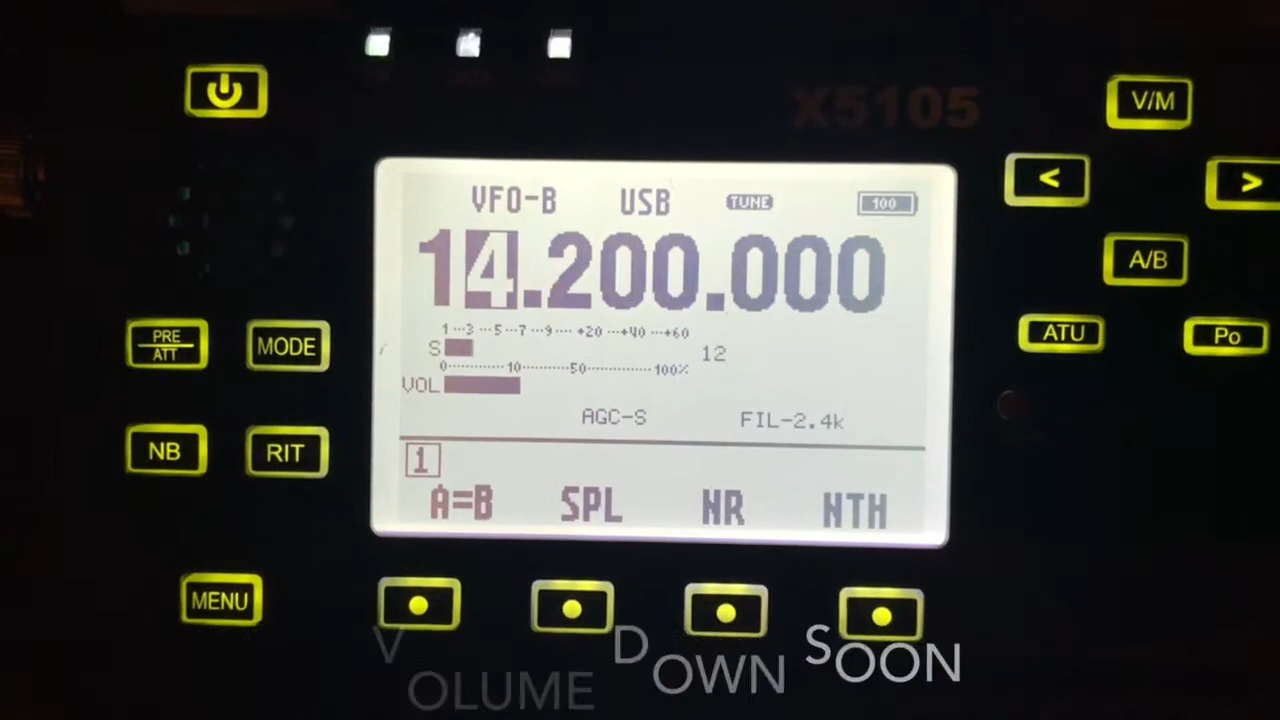 X5105
V/M
<
>
VFO-B USB TUNE 100
14.200.000
A/B
1···3···5···7···9···· +20 ···+40 ···+60
S 12
0··········10··········50··········100%
VOL
PRE
ATT
MODE
ATU
Po
AGC-S FIL-2.4k
NB
RIT
1
A=B SPL NR NTH
MENU
VOLUME DOWN SOON